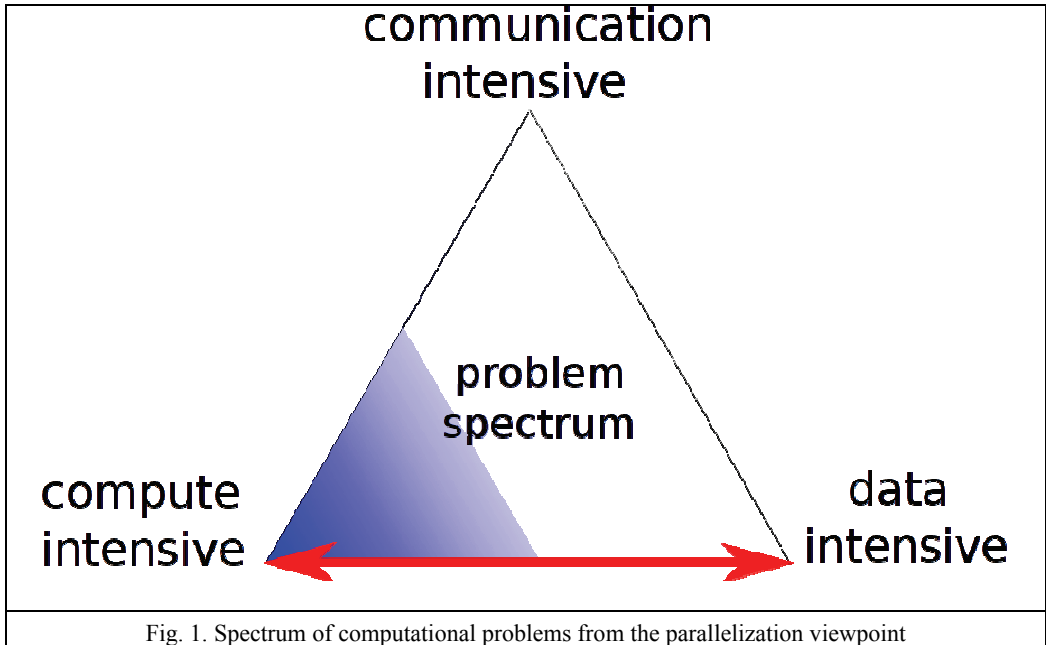 communication
intensive
problem
spectrum
compute
intensive
data
intensive
Fig. 1. Spectrum of computational problems from the parallelization viewpoint